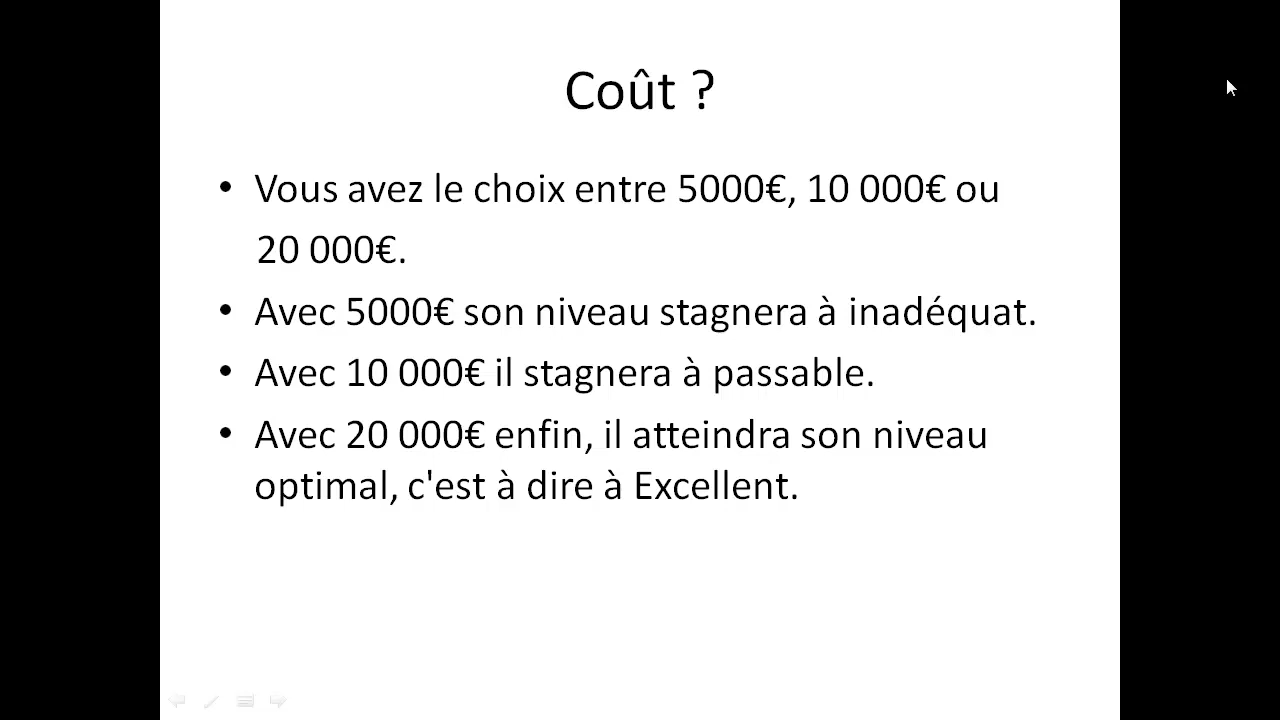 Coût ?
• Vous avez le choix entre 5000€, 10 000€ ou
20 000€.
• Avec 5000€ son niveau stagnera à inadéquat.
• Avec 10 000€ il stagnera à passable.
• Avec 20 000€ enfin, il atteindra son niveau
optimal, c'est à dire à Excellent.